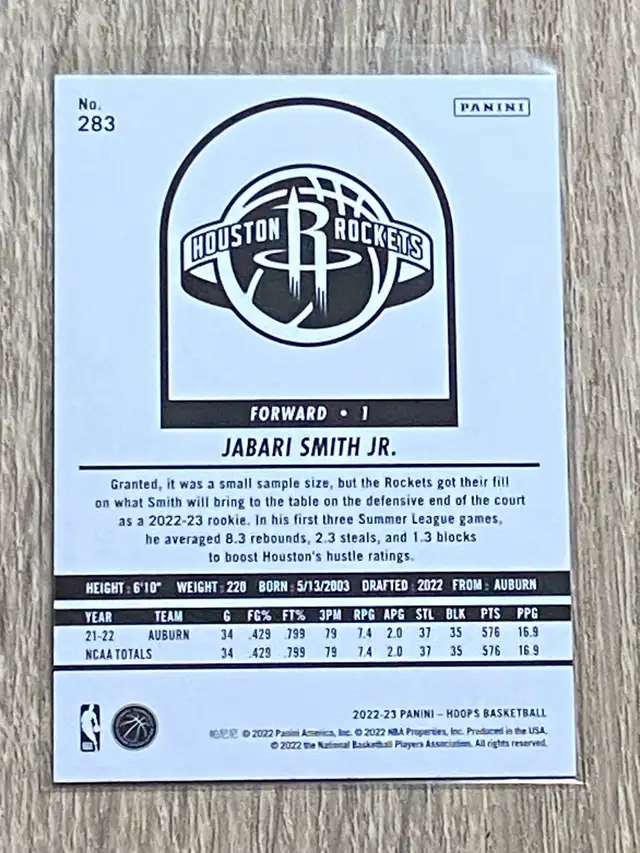 No.
283
PANINI
HOUSTON R ROCKETS
FORWARD • 1
JABARI SMITH JR.
Granted, it was a small sample size, but the Rockets got their fill
on what Smith will bring to the table on the defensive end of the court
as a 2022-23 rookie. In his first three Summer League games,
he averaged 8.3 rebounds, 2.3 steals, and 1.3 blocks
to boost Houston's hustle ratings.
HEIGHT: 6'10" WEIGHT: 220 BORN: 5/13/2003 DRAFTED: 2022 FROM: AUBURN
YEAR TEAM G FG% FT% 3PM RPG APG STL BLK PTS PPG
21-22 AUBURN 34 .429 .799 79 7.4 2.0 37 35 576 16.9
NCAA TOTALS 34 .429 .799 79 7.4 2.0 37 35 576 16.9
2022-23 PANINI – HOOPS BASKETBALL
帕尼尼 © 2022 Panini America, Inc. © 2022 NBA Properties, Inc. Produced in the USA.
© 2022 the National Basketball Players Association. All rights reserved.